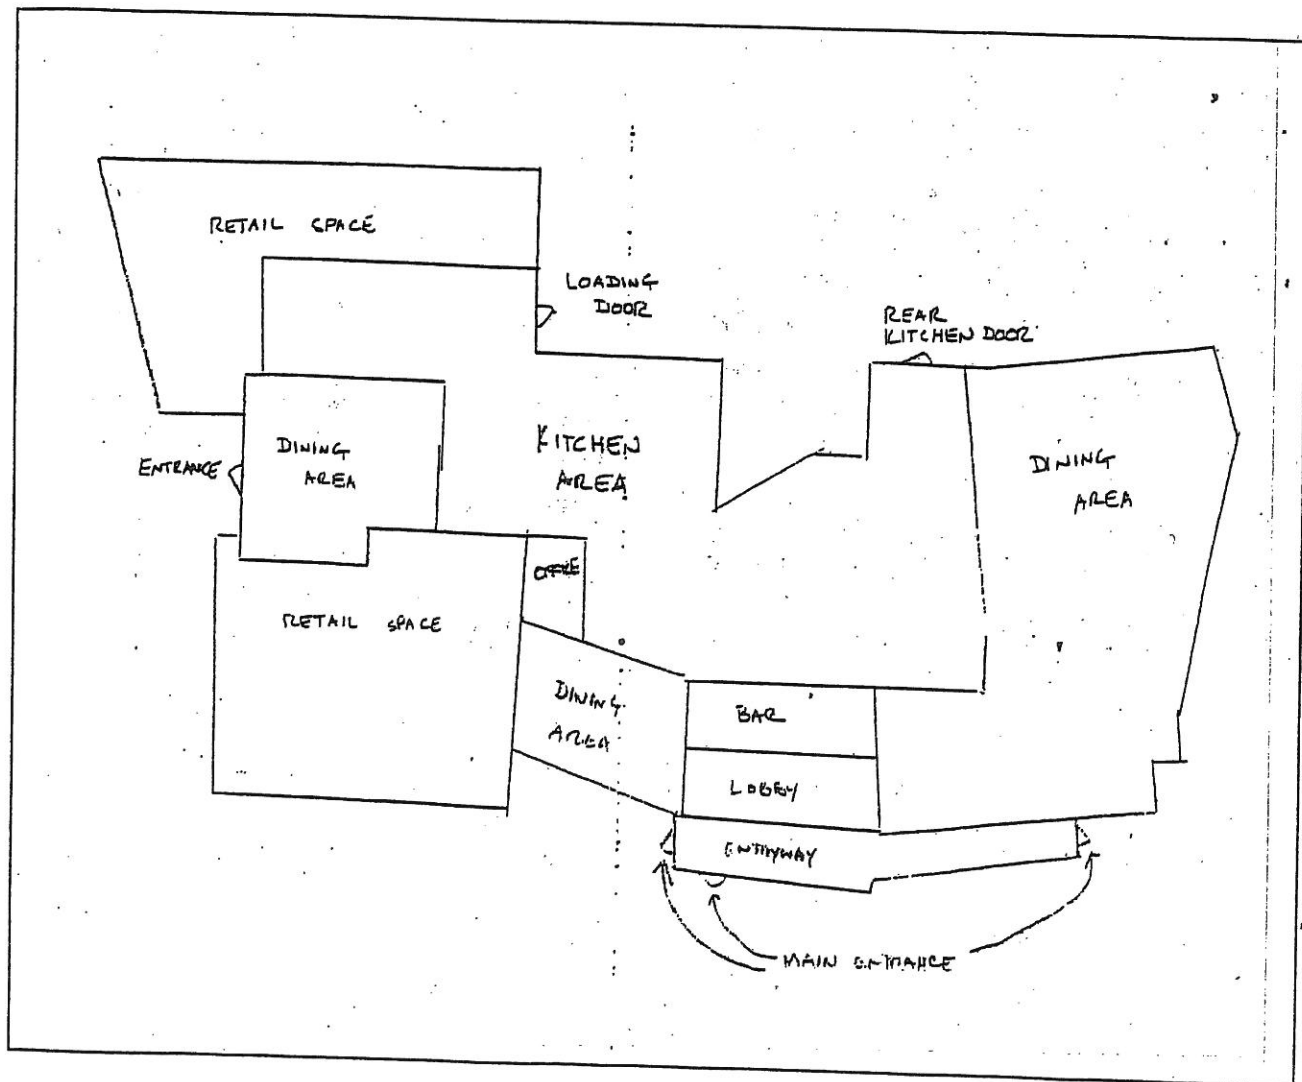 RETAIL SPACE
LOADING
DOOR
REAR
KITCHEN DOOR
ENTRANCE
DINING
AREA
KITCHEN
AREA
DINING
AREA
OFFICE
RETAIL SPACE
DINING
AREA
BAR
LOBBY
ENTRYWAY
MAIN ENTRANCE